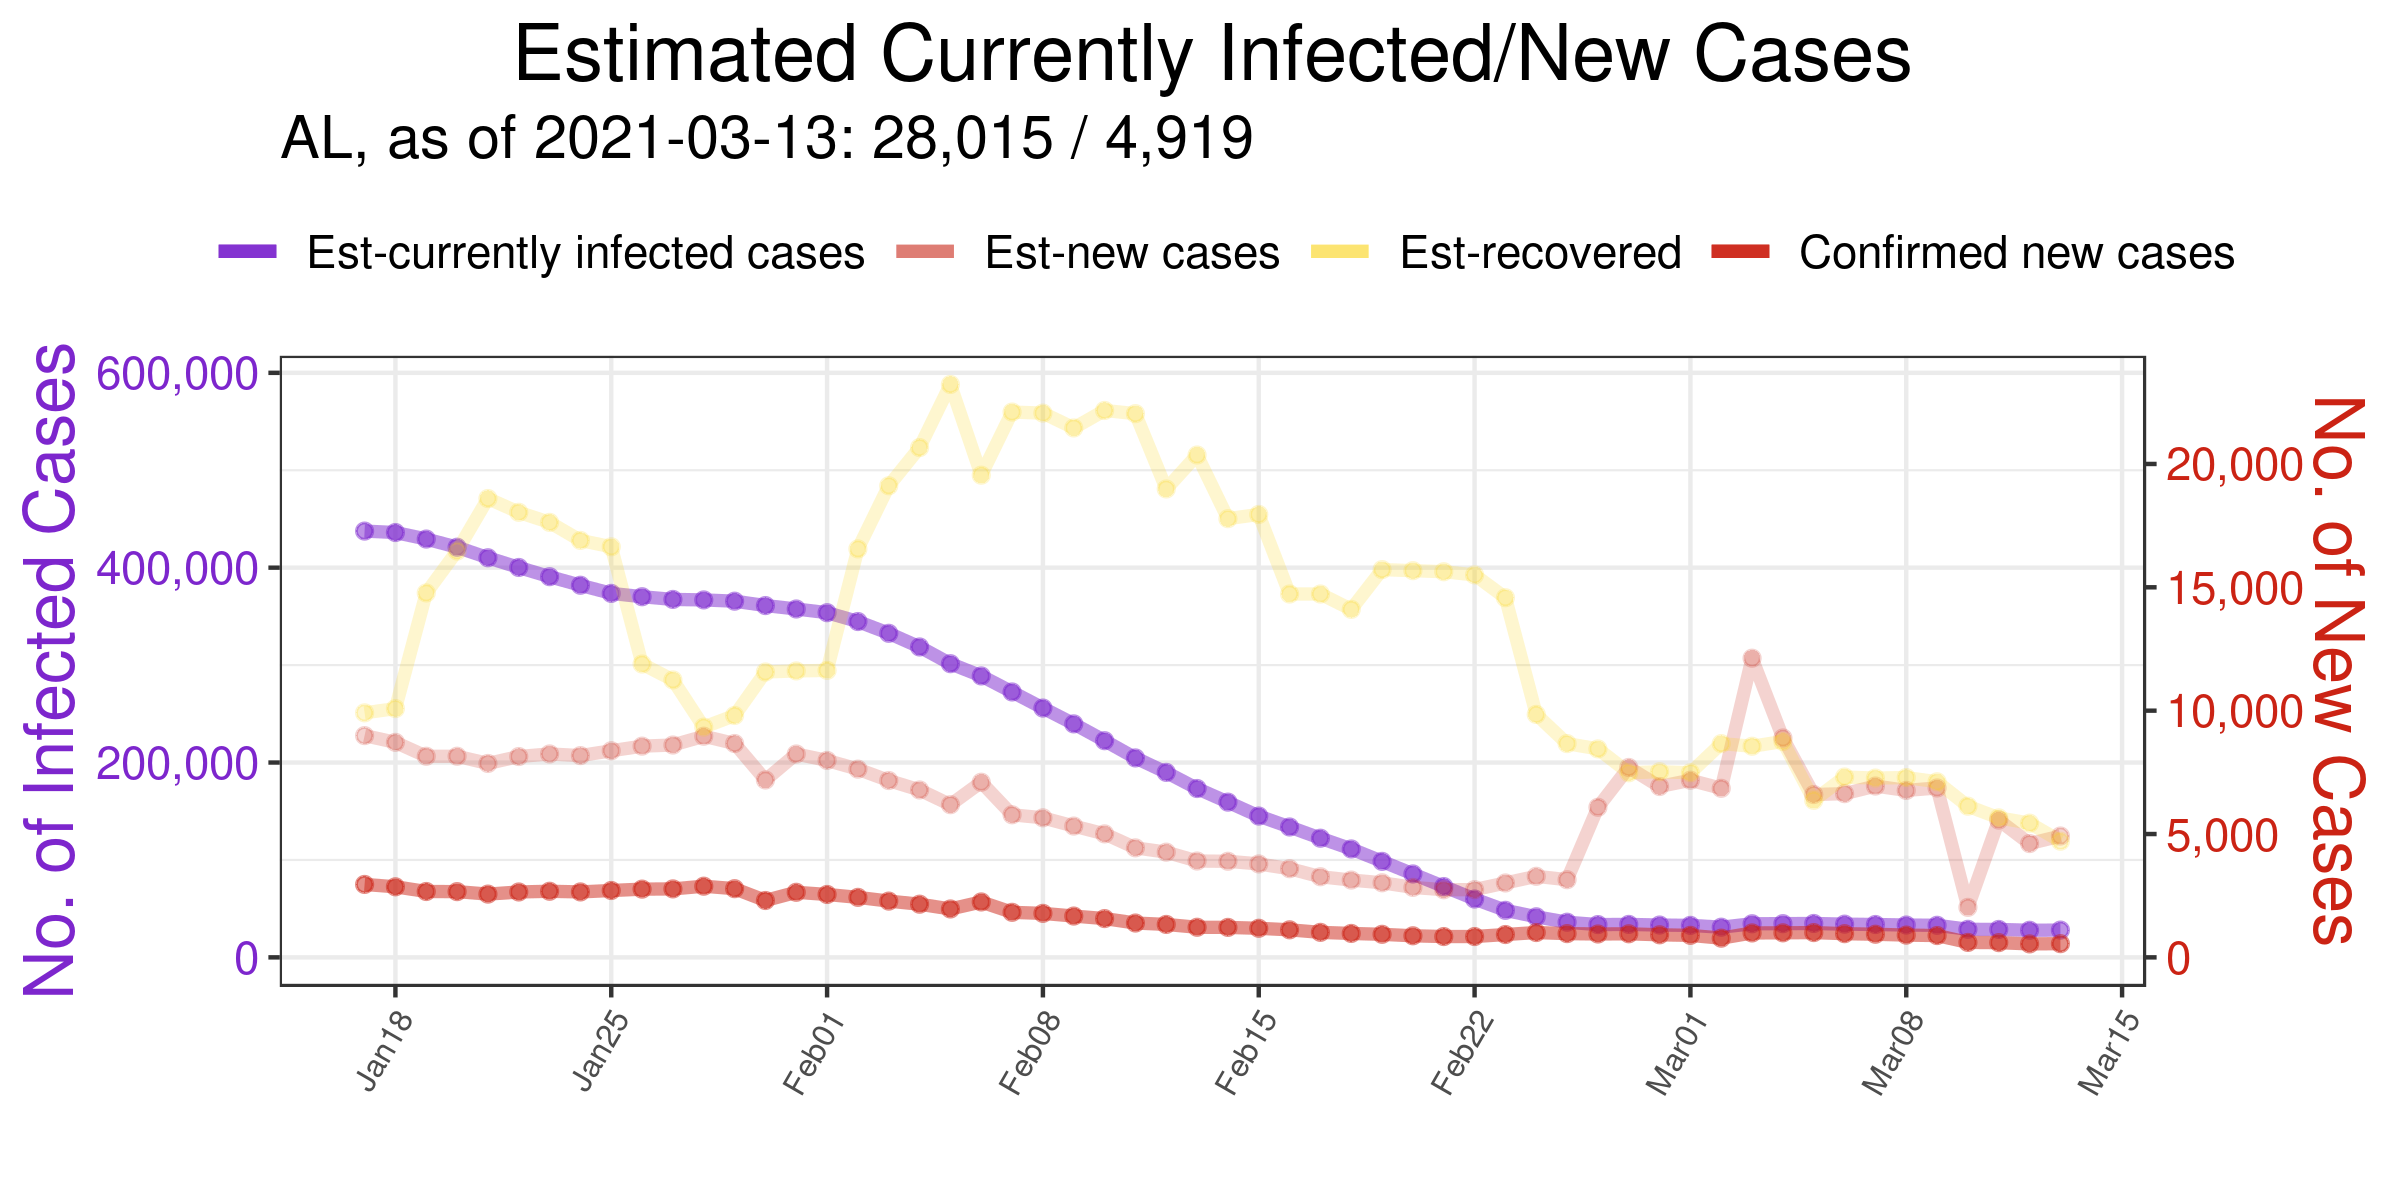 Estimated Currently Infected/New Cases
AL, as of 2021-03-13: 28,015 / 4,919
Est-currently infected cases Est-new cases Est-recovered Confirmed new cases
No. of Infected Cases
600,000
400,000
200,000
0
20,000
15,000
10,000
5,000
0
No. of New Cases
Jan18 Jan25 Feb01 Feb08 Feb15 Feb22 Mar01 Mar08 Mar15